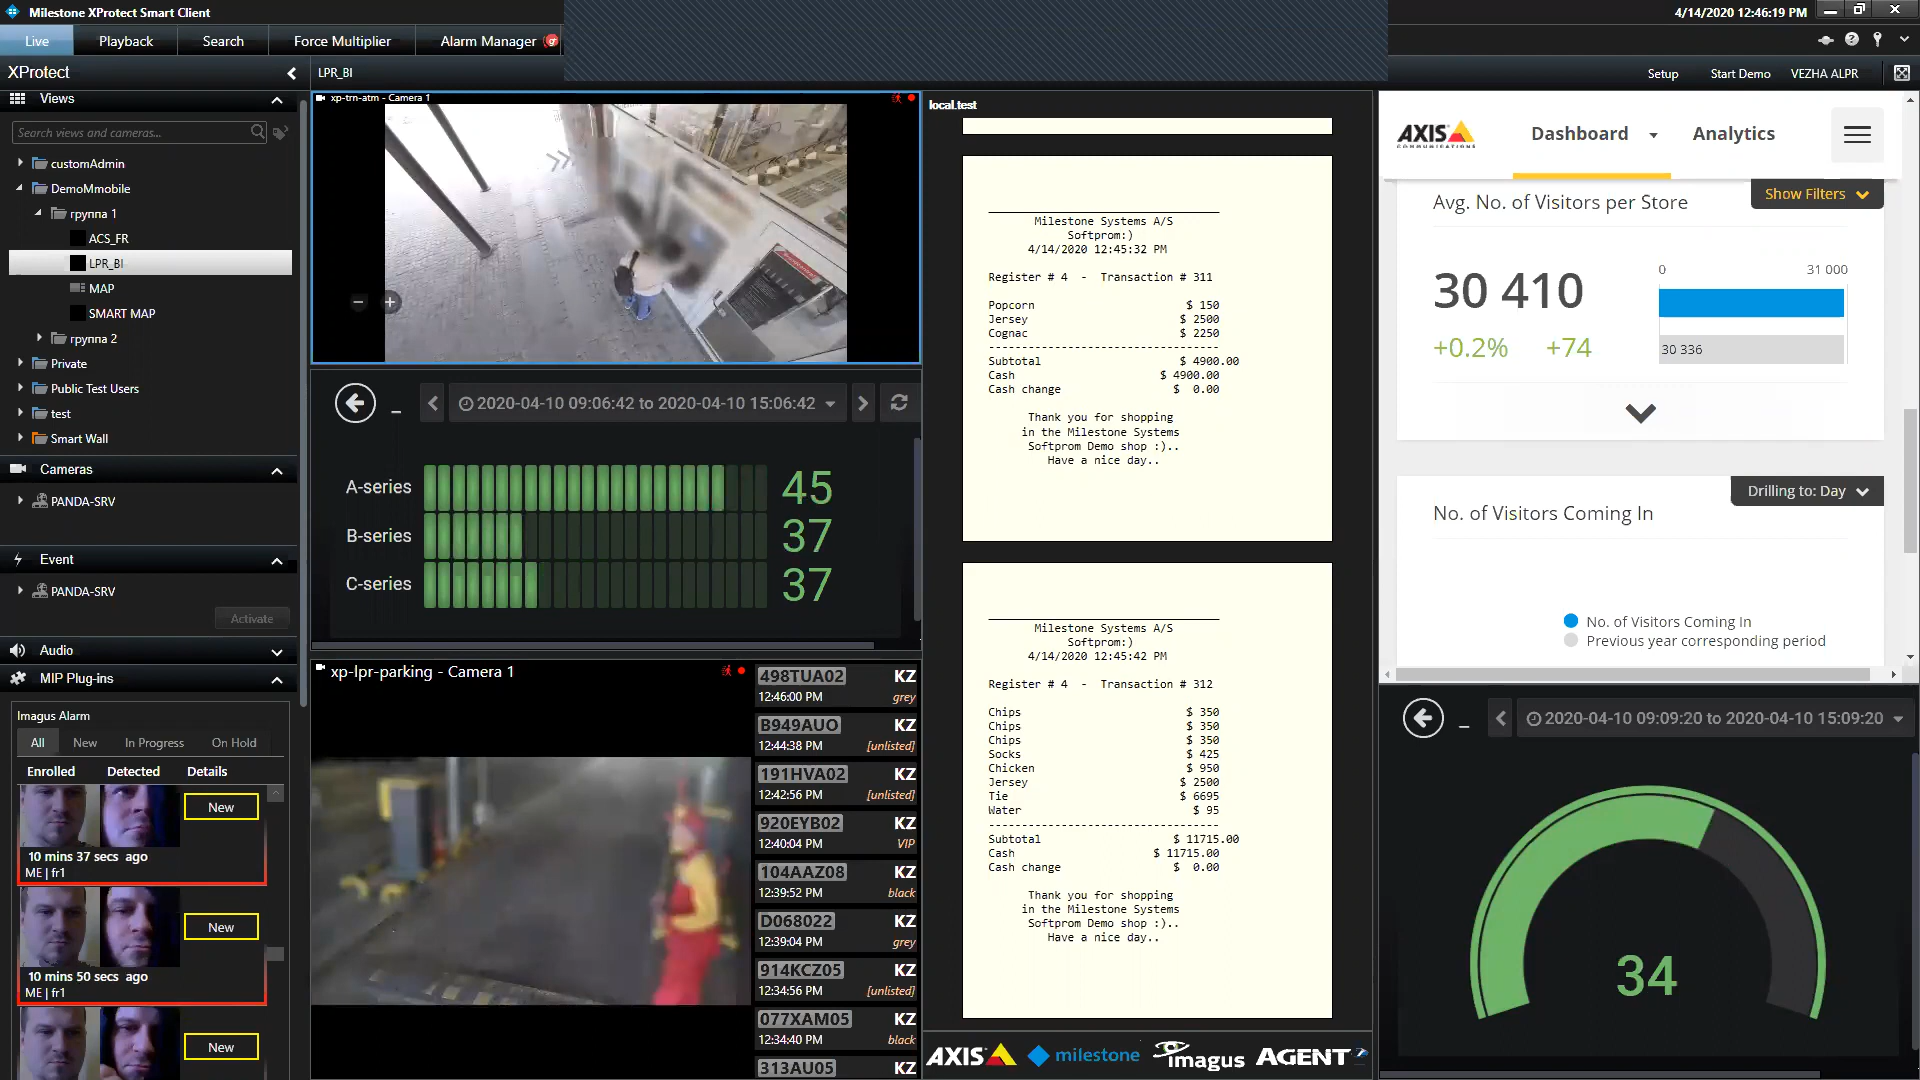 Milestone XProtect Smart Client
4/14/2020 12:46:19 PM
Live
Playback
Search
Force Multiplier
Alarm Manager
XProtect
LPR_BI
Setup
Start Demo
VEZHA ALPR
Views
Search views and cameras...
customAdmin
DemoMmobile
группа 1
ACS_FR
LPR_BI
MAP
SMART MAP
группа 2
Private
Public Test Users
test
Smart Wall
Cameras
PANDA-SRV
Event
PANDA-SRV
Activate
Audio
MIP Plug-ins
Imagus Alarm
All New In Progress On Hold
Enrolled Detected Details
New
10 mins 37 secs ago
ME | fr1
New
10 mins 50 secs ago
ME | fr1
New
xp-trn-atm - Camera 1
2020-04-10 09:06:42 to 2020-04-10 15:06:42
A-series 45
B-series 37
C-series 37
xp-lpr-parking - Camera 1
498TUA02 KZ
12:46:00 PM grey
B949AUO KZ
12:44:38 PM [unlisted]
191HVA02 KZ
12:42:56 PM [unlisted]
920EYB02 KZ
12:40:04 PM VIP
104AAZ08 KZ
12:39:52 PM black
D068022 KZ
12:39:04 PM grey
914KCZ05 KZ
12:34:56 PM [unlisted]
077XAM05 KZ
12:34:40 PM black
313AU05 KZ
local.test
Milestone Systems A/S
Softprom:)
4/14/2020 12:45:32 PM
Register # 4 - Transaction # 311
Popcorn $ 150
Jersey $ 2500
Cognac $ 2250
Subtotal $ 4900.00
Cash $ 4900.00
Cash change $ 0.00
Thank you for shopping
in the Milestone Systems
Softprom Demo shop :)..
Have a nice day..
Milestone Systems A/S
Softprom:)
4/14/2020 12:45:42 PM
Register # 4 - Transaction # 312
Chips $ 350
Chips $ 350
Chips $ 350
Socks $ 425
Chicken $ 950
Jersey $ 2500
Tie $ 6695
Water $ 95
Subtotal $ 11715.00
Cash $ 11715.00
Cash change $ 0.00
Thank you for shopping
in the Milestone Systems
Softprom Demo shop :)..
Have a nice day..
AXIS milestone imagus AGENT
AXIS
COMMUNICATIONS
Dashboard
Analytics
Show Filters
Avg. No. of Visitors per Store
30 410
+0.2% +74
0 31 000
30 336
Drilling to: Day
No. of Visitors Coming In
No. of Visitors Coming In
Previous year corresponding period
2020-04-10 09:09:20 to 2020-04-10 15:09:20
34